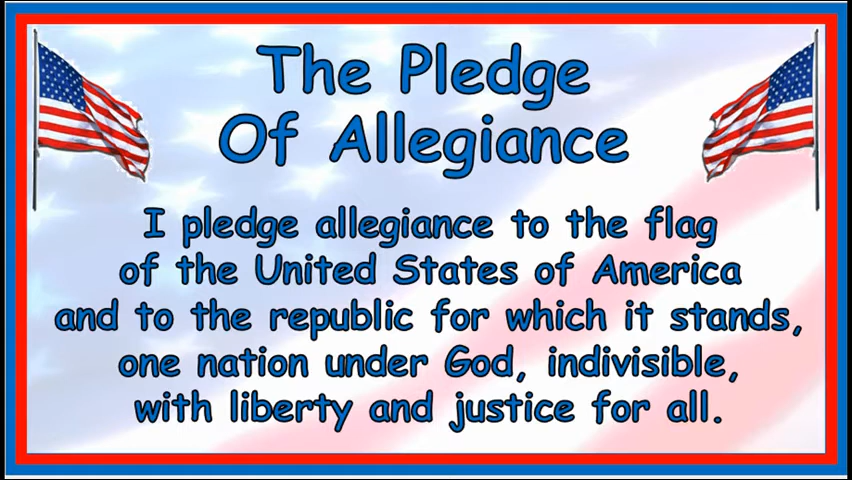 The Pledge
Of Allegiance
I pledge allegiance to the flag
of the United States of America
and to the republic for which it stands,
one nation under God, indivisible,
with liberty and justice for all.